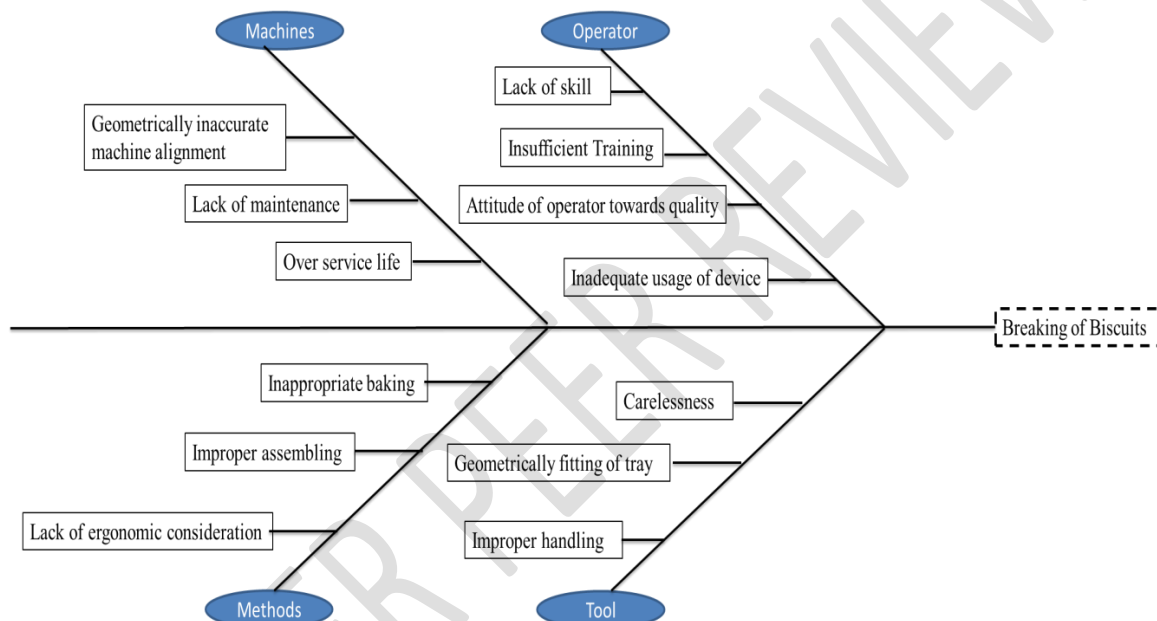 Machines
Operator
Lack of skill
Geometrically inaccurate
machine alignment
Insufficient Training
Lack of maintenance
Attitude of operator towards quality
Over service life
Inadequate usage of device
Breaking of Biscuits
Inappropriate baking
Carelessness
Improper assembling
Geometrically fitting of tray
Lack of ergonomic consideration
Improper handling
Methods
Tool
PEER REVIEW